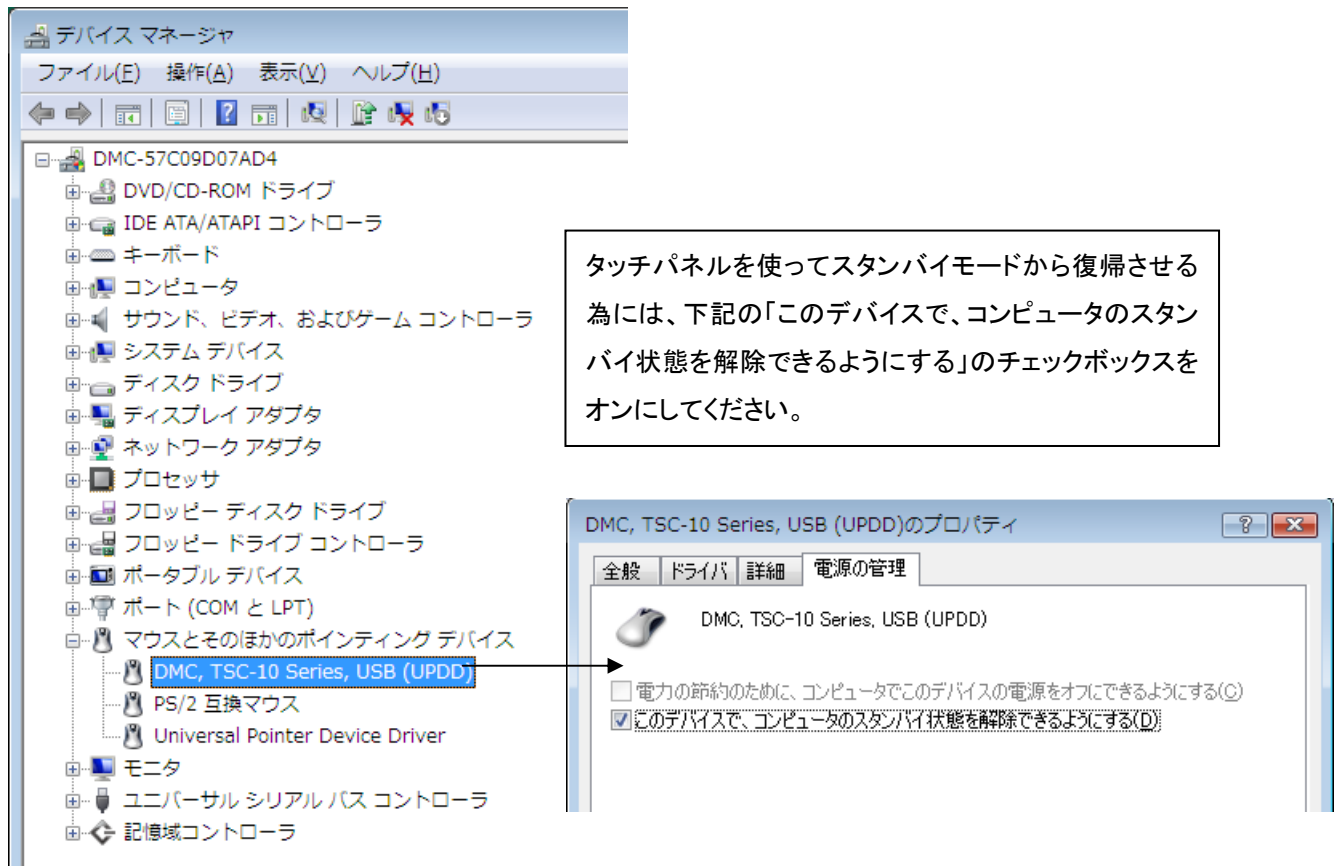 デバイス マネージャ
ファイル(F) 操作(A) 表示(V) ヘルプ(H)
DMC-57C09D07AD4
DVD/CD-ROM ドライブ
IDE ATA/ATAPI コントローラ
キーボード
コンピュータ
サウンド、ビデオ、およびゲーム コントローラ
システム デバイス
ディスク ドライブ
ディスプレイ アダプタ
ネットワーク アダプタ
プロセッサ
フロッピー ディスク ドライブ
フロッピー ドライブ コントローラ
ポータブル デバイス
ポート (COM と LPT)
マウスとそのほかのポインティング デバイス
DMC, TSC-10 Series, USB (UPDD)
PS/2 互換マウス
Universal Pointer Device Driver
モニタ
ユニバーサル シリアル バス コントローラ
記憶域コントローラ
タッチパネルを使ってスタンバイモードから復帰させる
為には、下記の「このデバイスで、コンピュータのスタン
バイ状態を解除できるようにする」のチェックボックスを
オンにしてください。
DMC, TSC-10 Series, USB (UPDD)のプロパティ
全般 ドライバ 詳細 電源の管理
DMC, TSC-10 Series, USB (UPDD)
電力の節約のために、コンピュータでこのデバイスの電源をオフにできるようにする(C)
このデバイスで、コンピュータのスタンバイ状態を解除できるようにする(D)